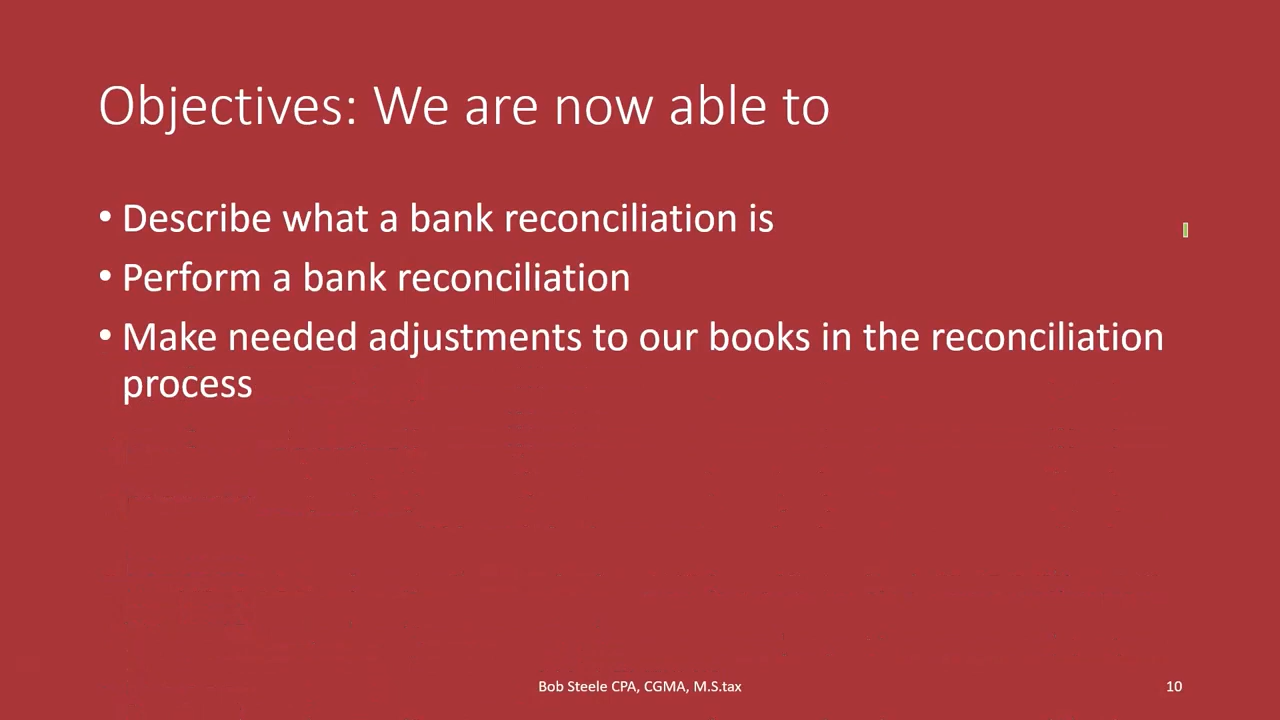 Objectives: We are now able to
• Describe what a bank reconciliation is
• Perform a bank reconciliation
• Make needed adjustments to our books in the reconciliation
process
Bob Steele CPA, CGMA, M.S.tax
10